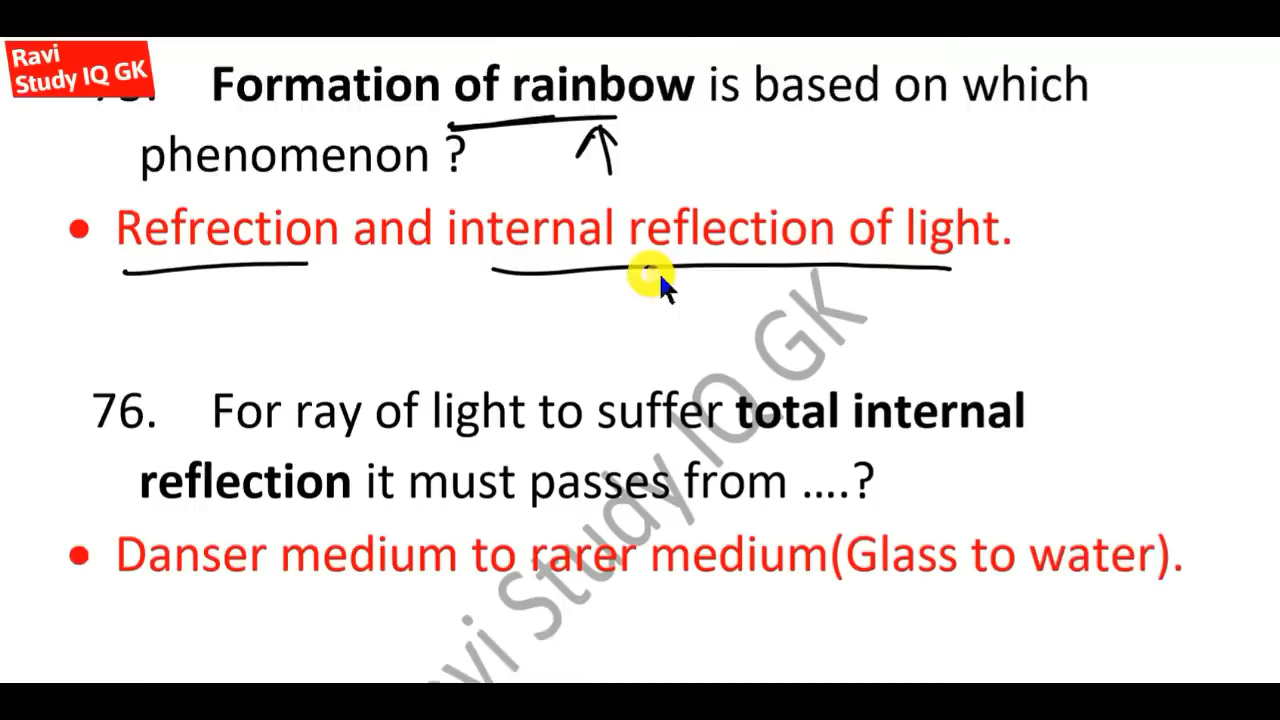 Ravi
Study IQ GK
Formation of rainbow is based on which
phenomenon ?
• Refrection and internal reflection of light.
76. For ray of light to suffer total internal
reflection it must passes from ....?
• Danser medium to rarer medium(Glass to water).
vi Study IQ GK